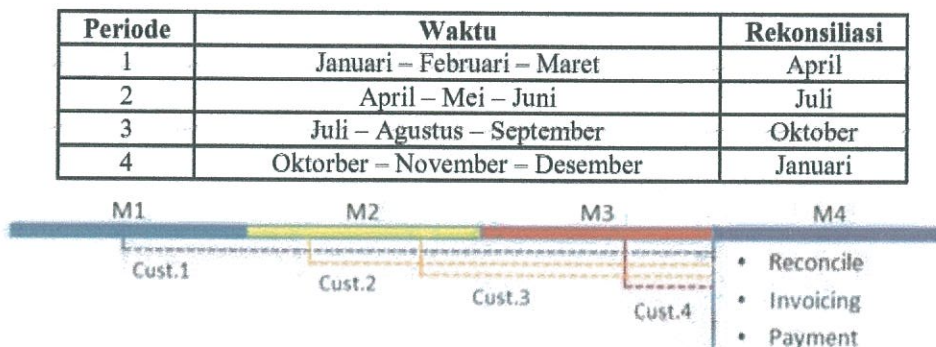 Periode Waktu Rekonsiliasi
1 Januari – Februari – Maret April
2 April – Mei – Juni Juli
3 Juli – Agustus – September Oktober
4 Oktorber – November – Desember Januari
M1 M2 M3 M4
Cust.1 Cust.2 Cust.3 Cust.4
• Reconcile
• Invoicing
• Payment